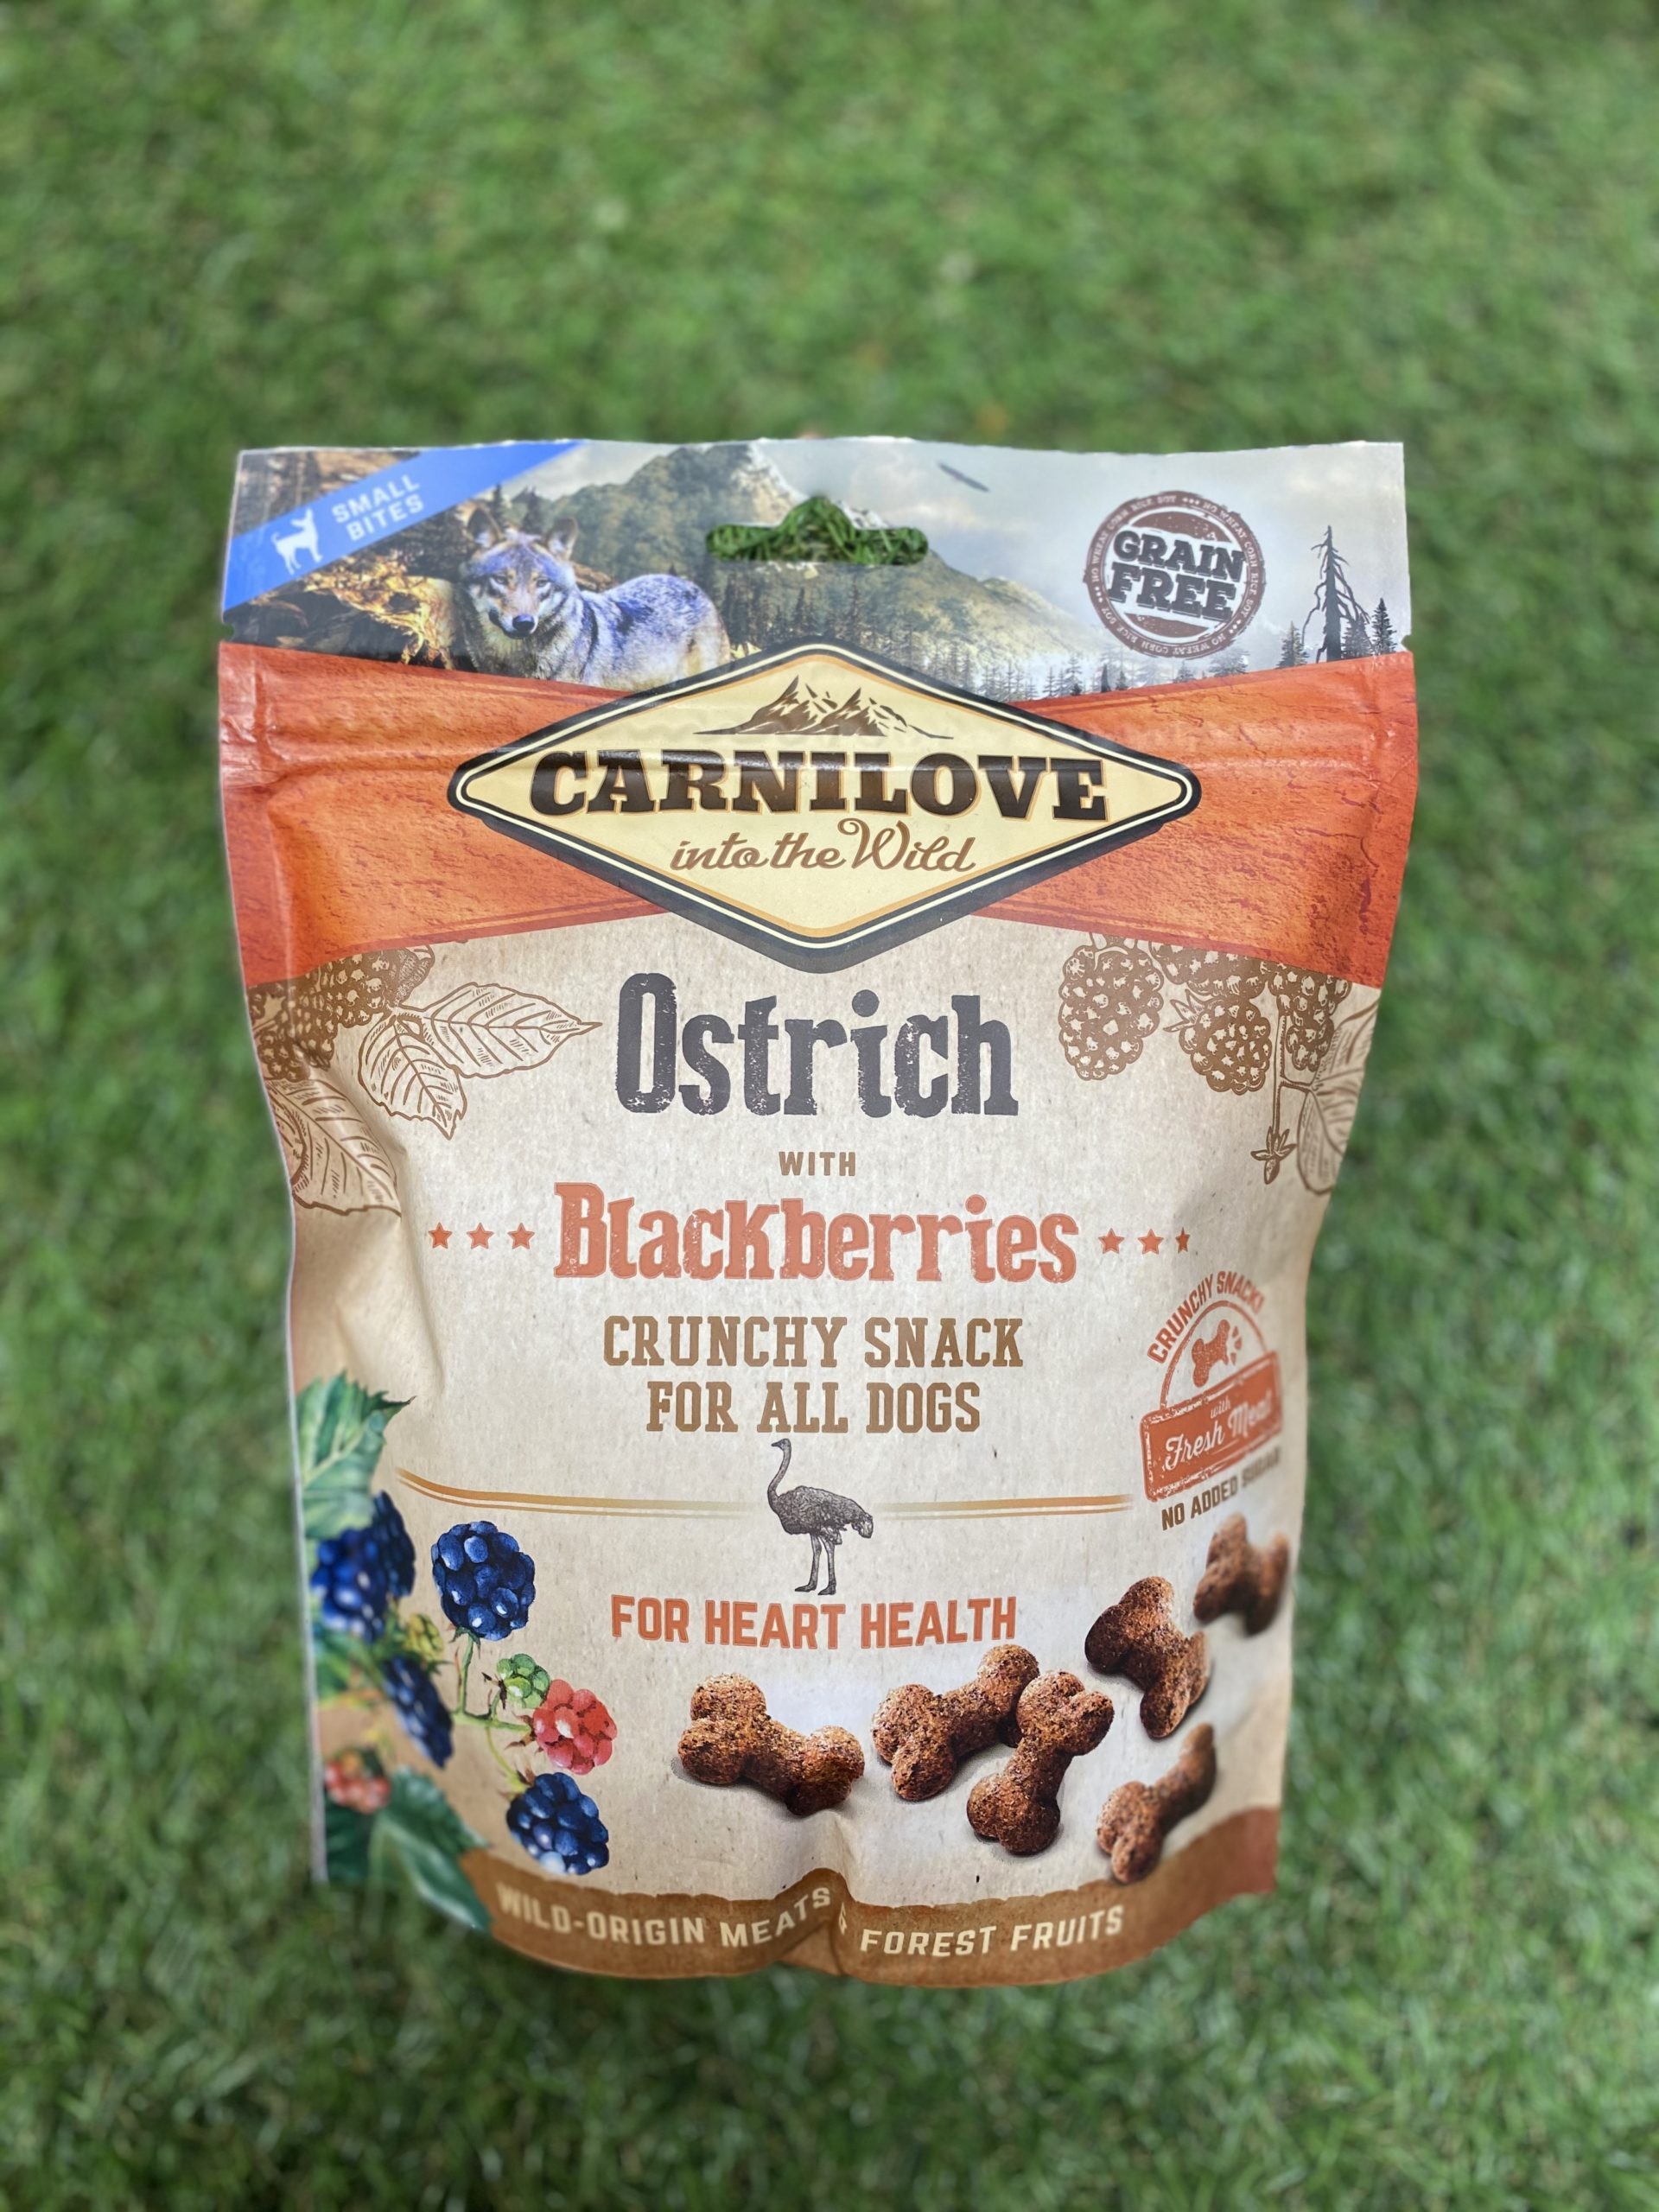 SMALL
BITES
GRAIN
FREE
CARNILOVE
into the Wild
Ostrich
WITH
Blackberries
CRUNCHY SNACK
FOR ALL DOGS
CRUNCHY SNACK!
with
Fresh Meat
NO ADDED SUGAR
FOR HEART HEALTH
WILD-ORIGIN MEATS & FOREST FRUITS